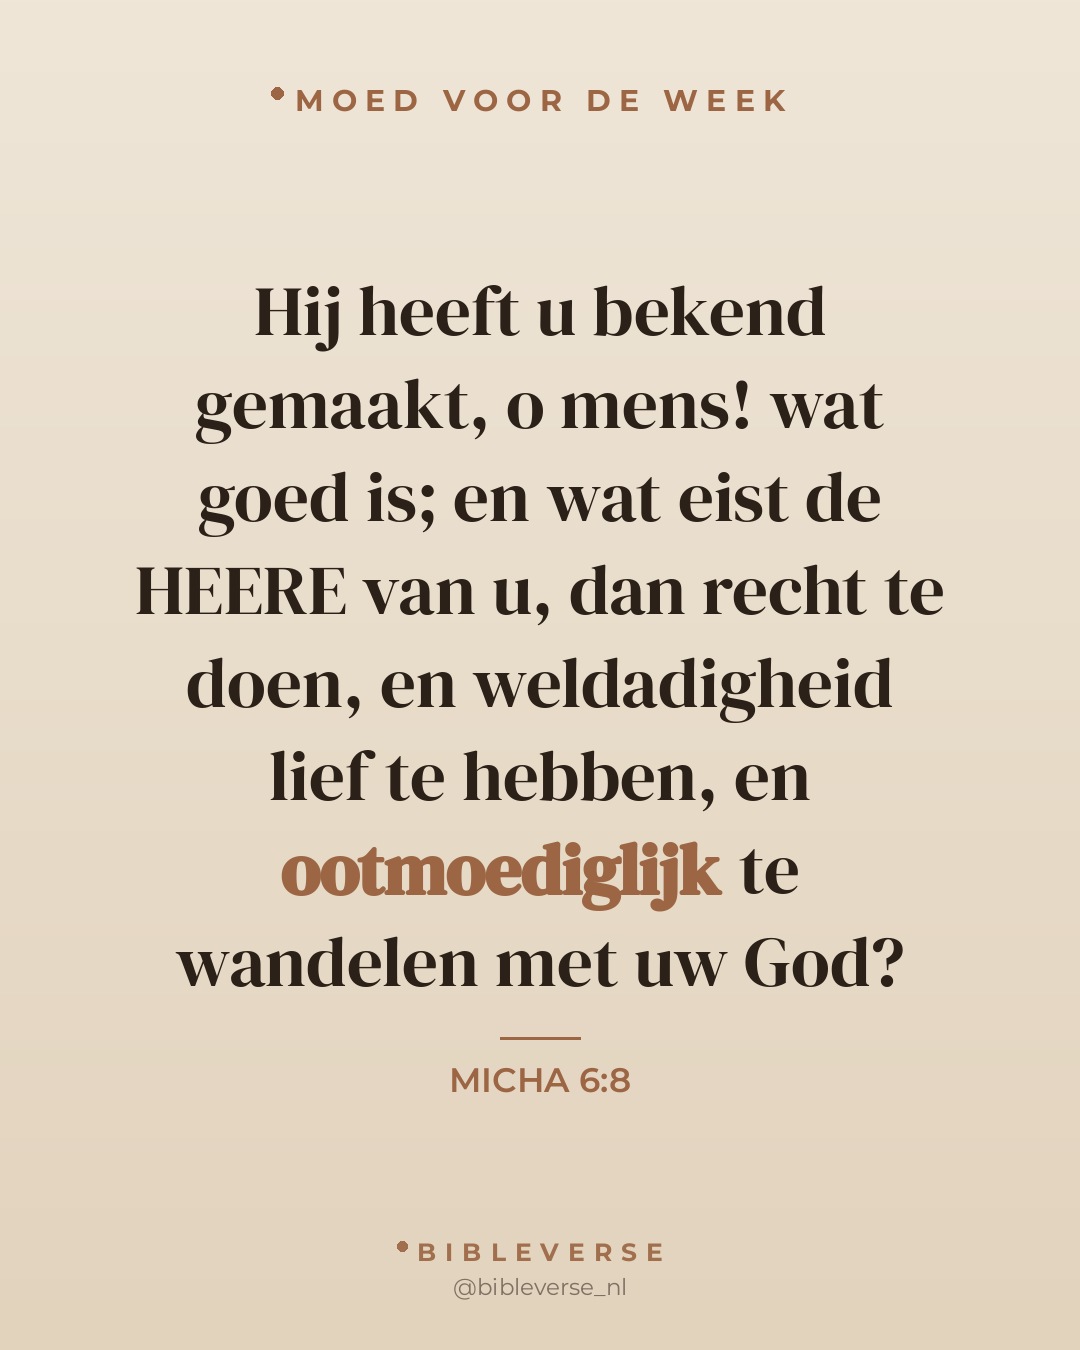 MOED VOOR DE WEEK
Hij heeft u bekend
gemaakt, o mens! wat
goed is; en wat eist de
HEERE van u, dan recht te
doen, en weldadigheid
lief te hebben, en
ootmoediglijk te
wandelen met uw God?
MICHA 6:8
BIBLEVERSE
@bibleverse_nl